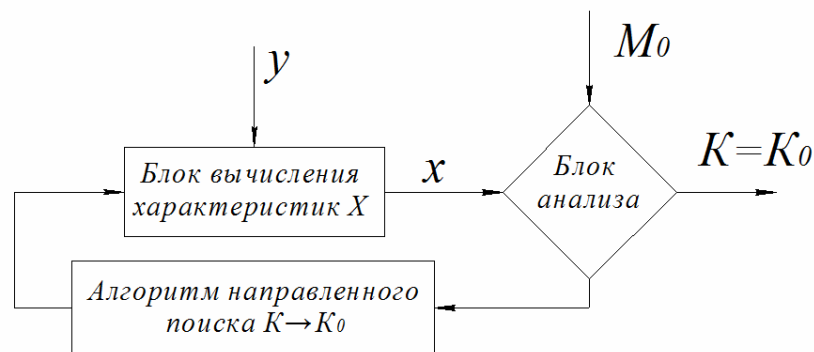 y
M0
Блок вычисления
характеристик X
x
Блок
анализа
K=K0
Алгоритм направленного
поиска K→K0